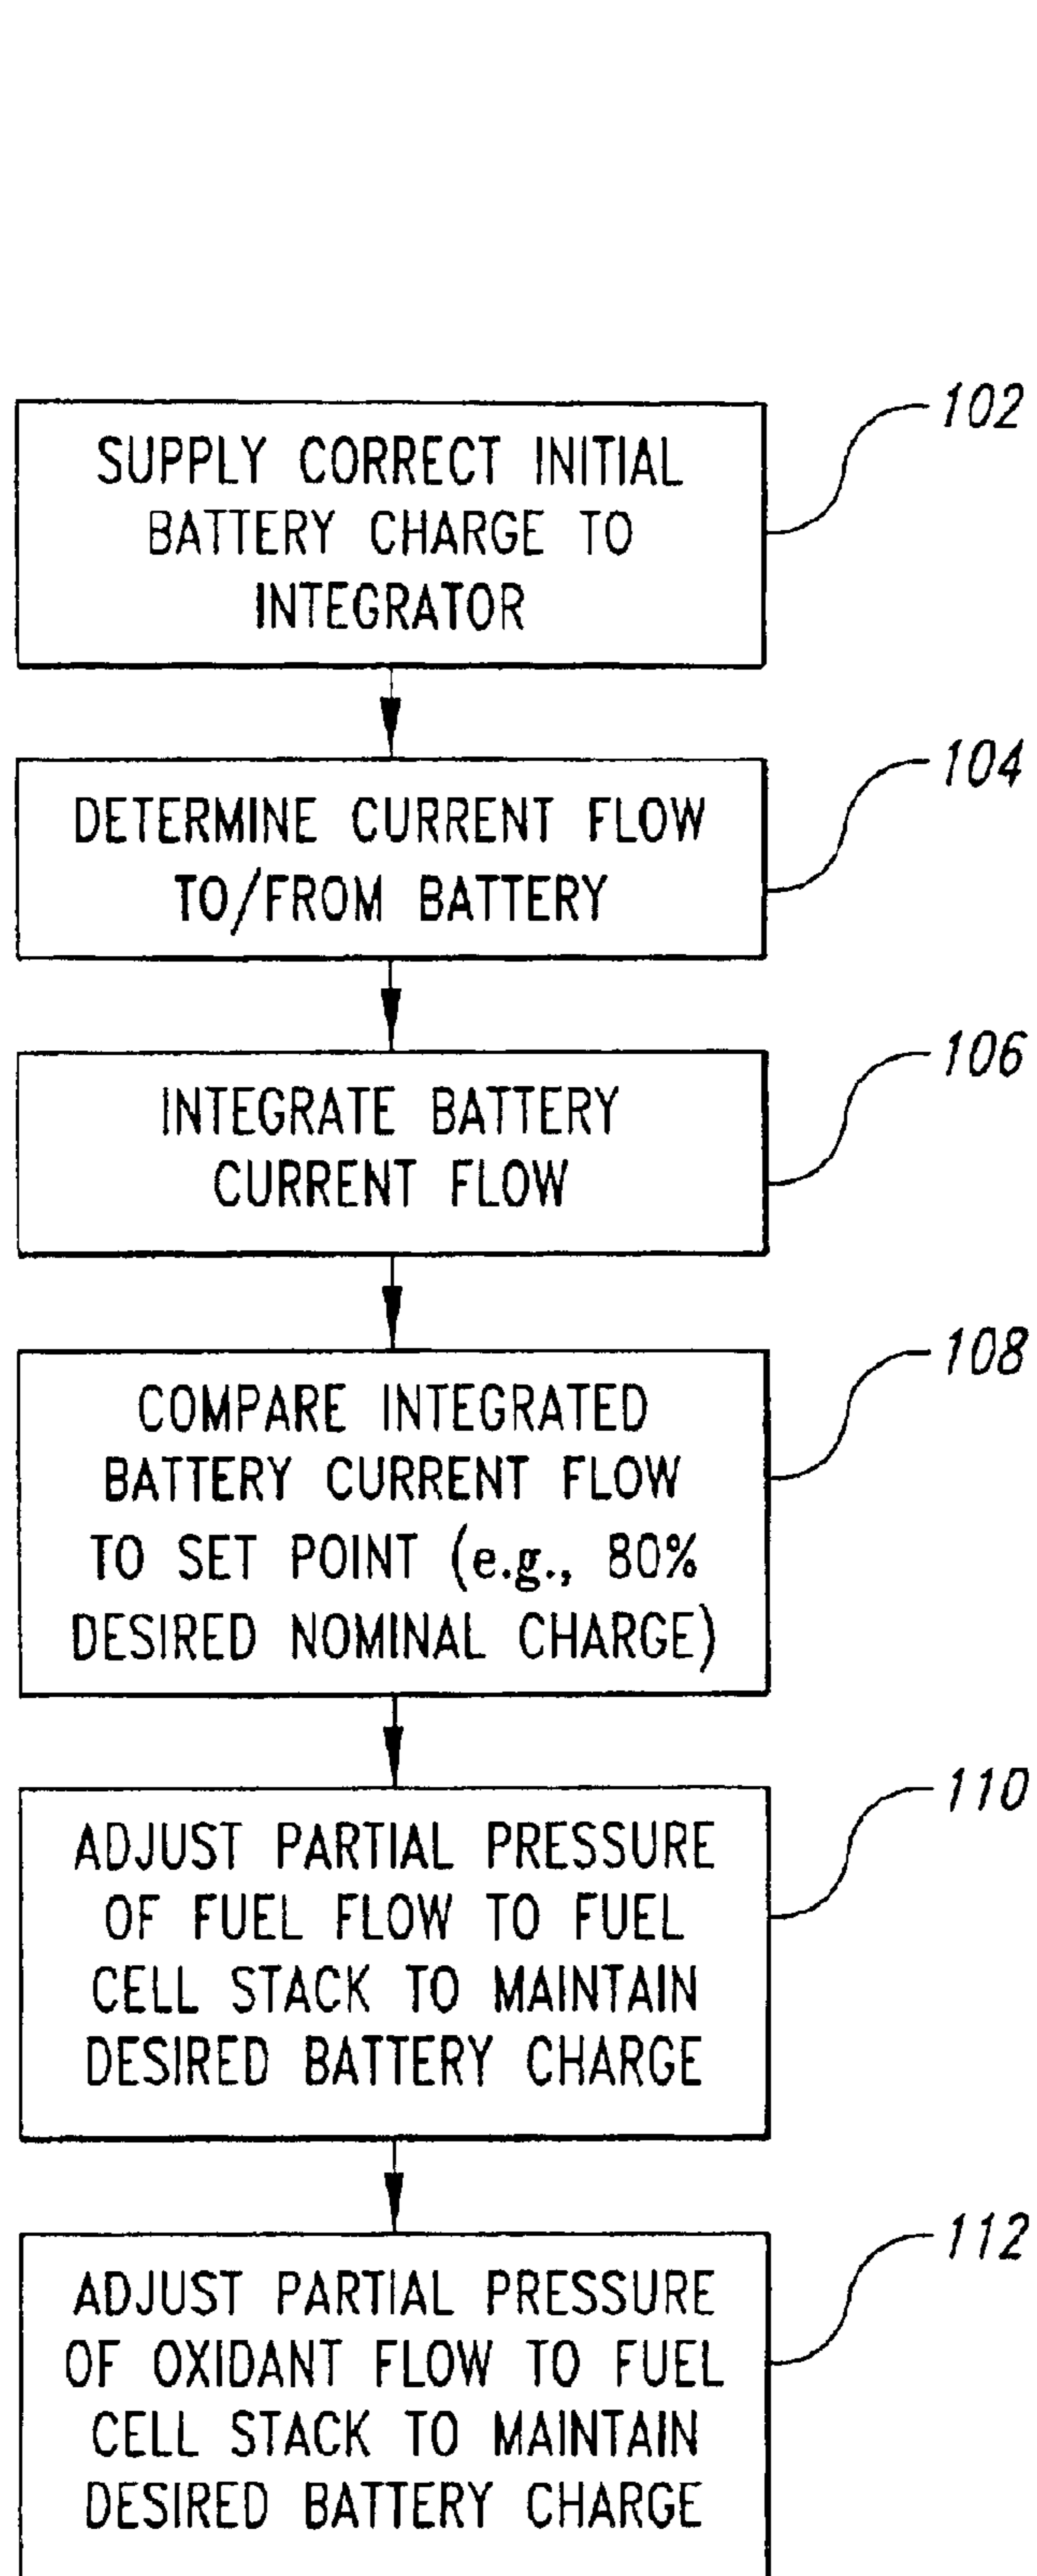 102
SUPPLY CORRECT INITIAL
BATTERY CHARGE TO
INTEGRATOR
104
DETERMINE CURRENT FLOW
TO/FROM BATTERY
106
INTEGRATE BATTERY
CURRENT FLOW
108
COMPARE INTEGRATED
BATTERY CURRENT FLOW
TO SET POINT (e.g., 80%
DESIRED NOMINAL CHARGE)
110
ADJUST PARTIAL PRESSURE
OF FUEL FLOW TO FUEL
CELL STACK TO MAINTAIN
DESIRED BATTERY CHARGE
112
ADJUST PARTIAL PRESSURE
OF OXIDANT FLOW TO FUEL
CELL STACK TO MAINTAIN
DESIRED BATTERY CHARGE